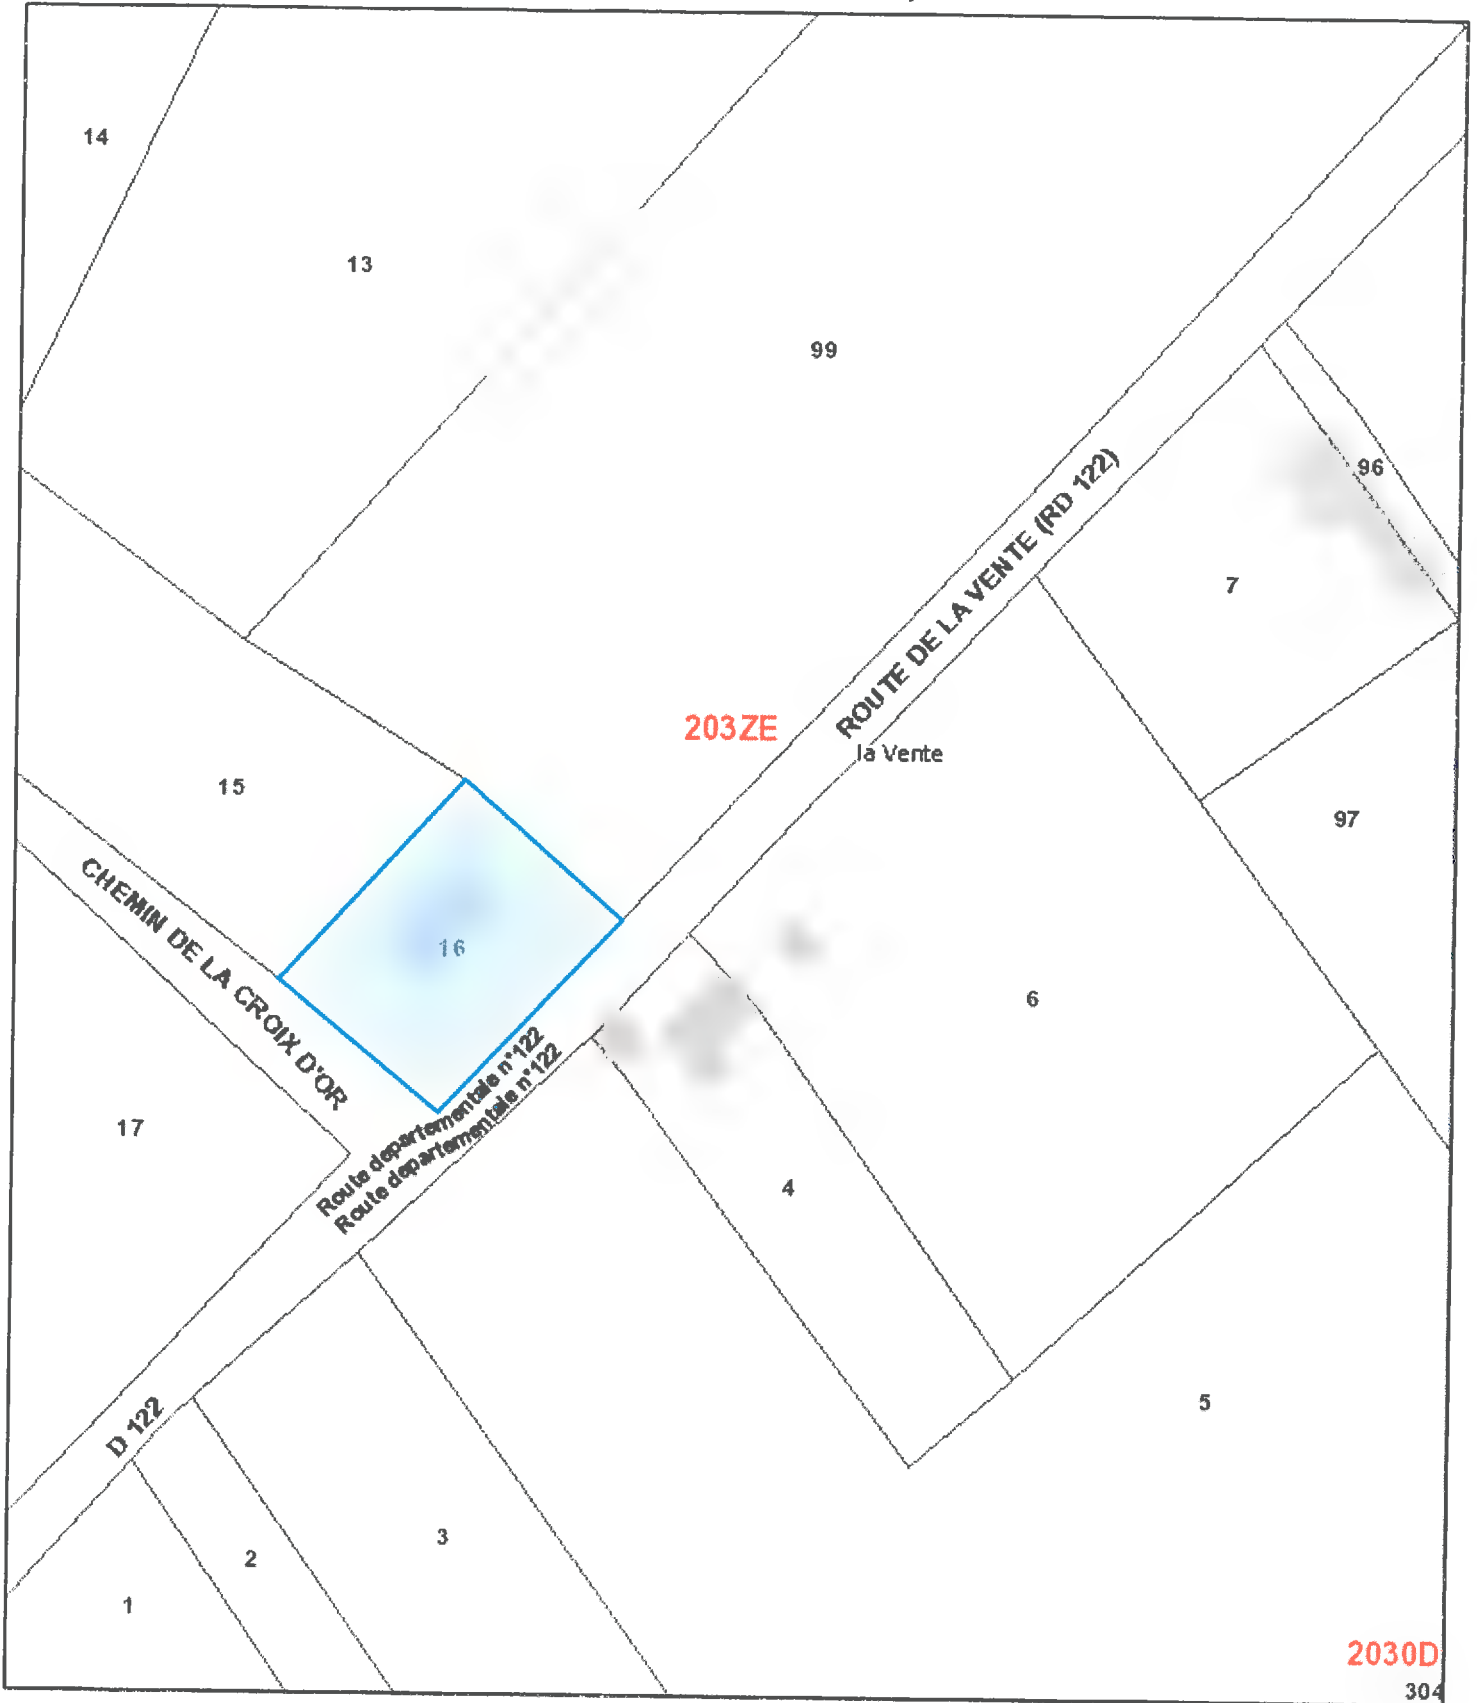 14
13
99
96
7
ROUTE DE LA VENTE (RD 122)
203ZE
la Vente
15
97
CHEMIN DE LA CROIX D'OR
16
6
Route departementale n°122
Route departementale n°122
17
4
5
D 122
3
2
1
2030D
304